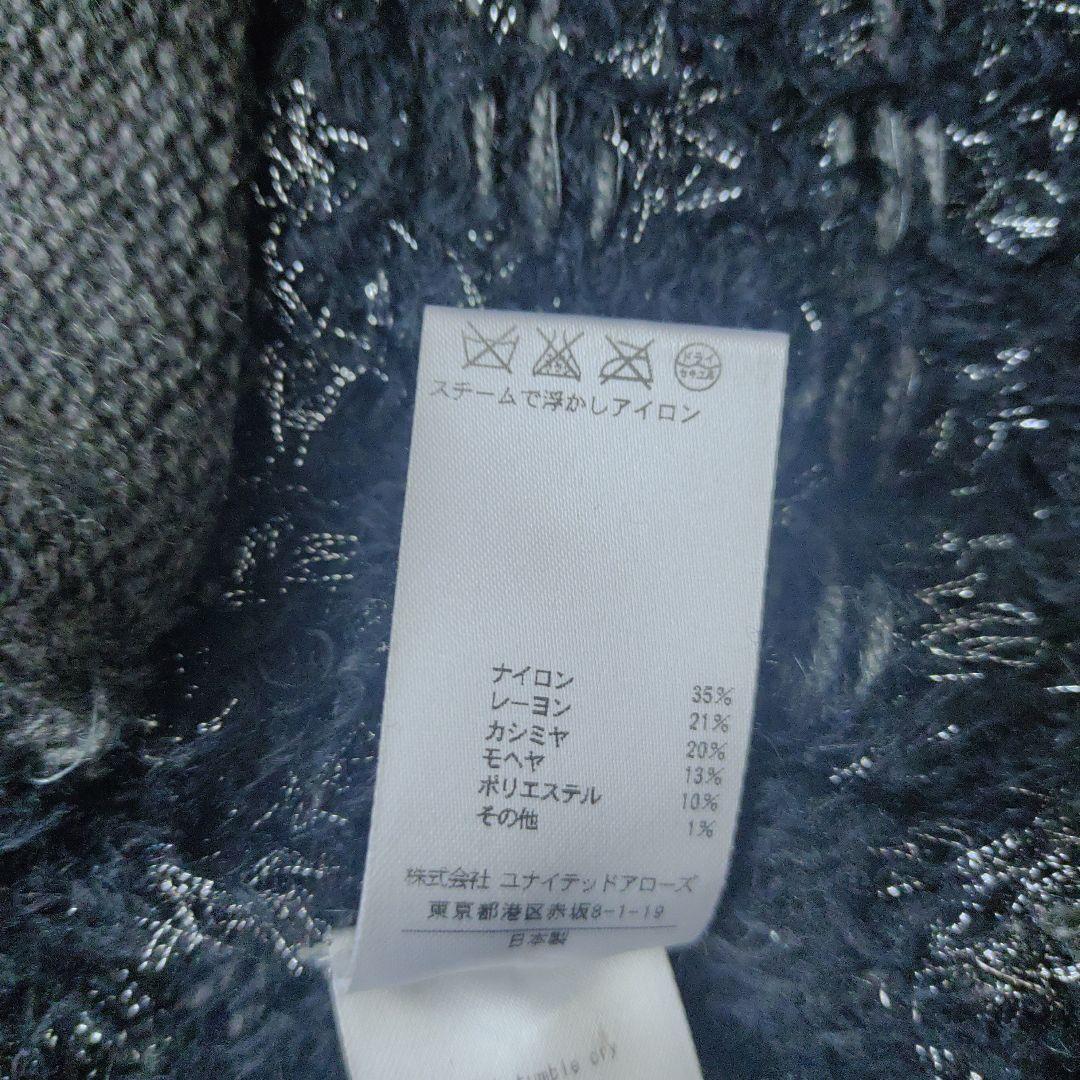 ドライ
セキユ系
スチームで浮かしアイロン
ナイロン 35%
レーヨン 21%
カシミヤ 20%
モヘヤ 13%
ポリエステル 10%
その他 1%
株式会社 ユナイテッドアローズ
東京都港区赤坂8-1-19
日本製
tumble dry